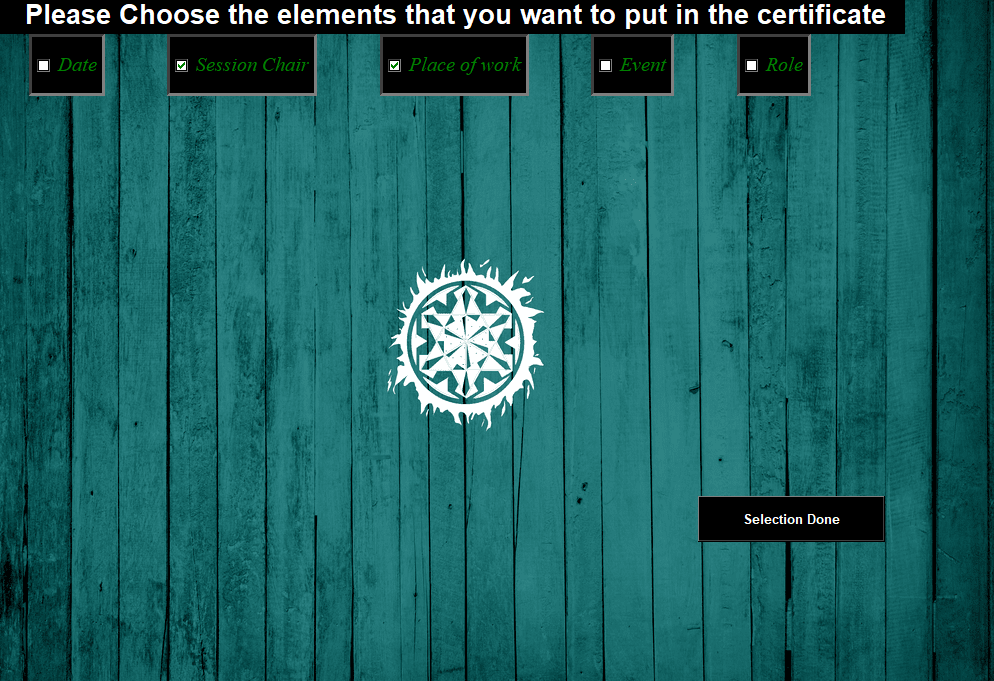 Please Choose the elements that you want to put in the certificate
Date Session Chair Place of work Event Role
Selection Done